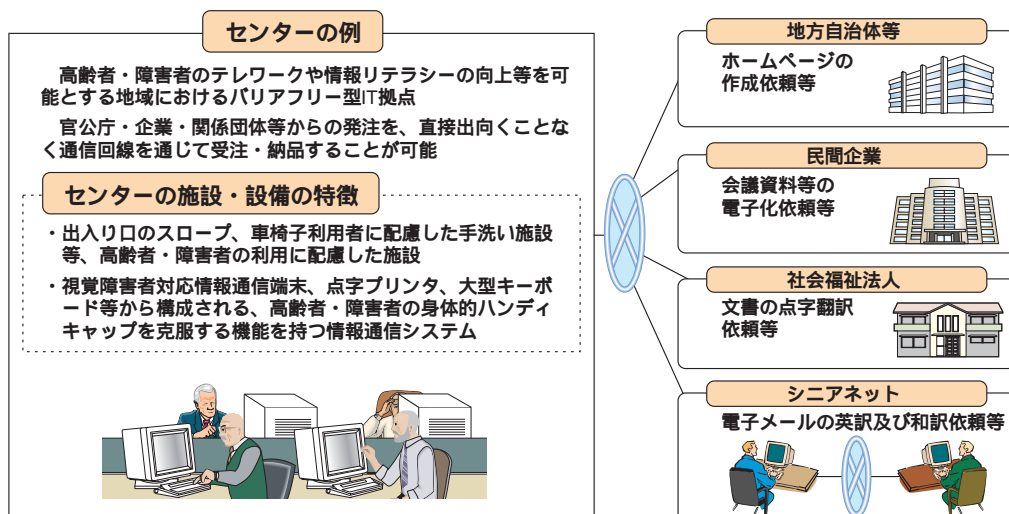 センターの例
高齢者・障害者のテレワークや情報リテラシーの向上等を可
能とする地域におけるバリアフリー型IT拠点
官公庁・企業・関係団体等からの発注を、直接出向くことな
く通信回線を通じて受注・納品することが可能
センターの施設・設備の特徴
・出入り口のスロープ、車椅子利用者に配慮した手洗い施設
等、高齢者・障害者の利用に配慮した施設
・視覚障害者対応情報通信端末、点字プリンタ、大型キーボ
ード等から構成される、高齢者・障害者の身体的ハンディ
キャップを克服する機能を持つ情報通信システム
地方自治体等
ホームページの
作成依頼等
民間企業
会議資料等の
電子化依頼等
社会福祉法人
文書の点字翻訳
依頼等
シニアネット
電子メールの英訳及び和訳依頼等